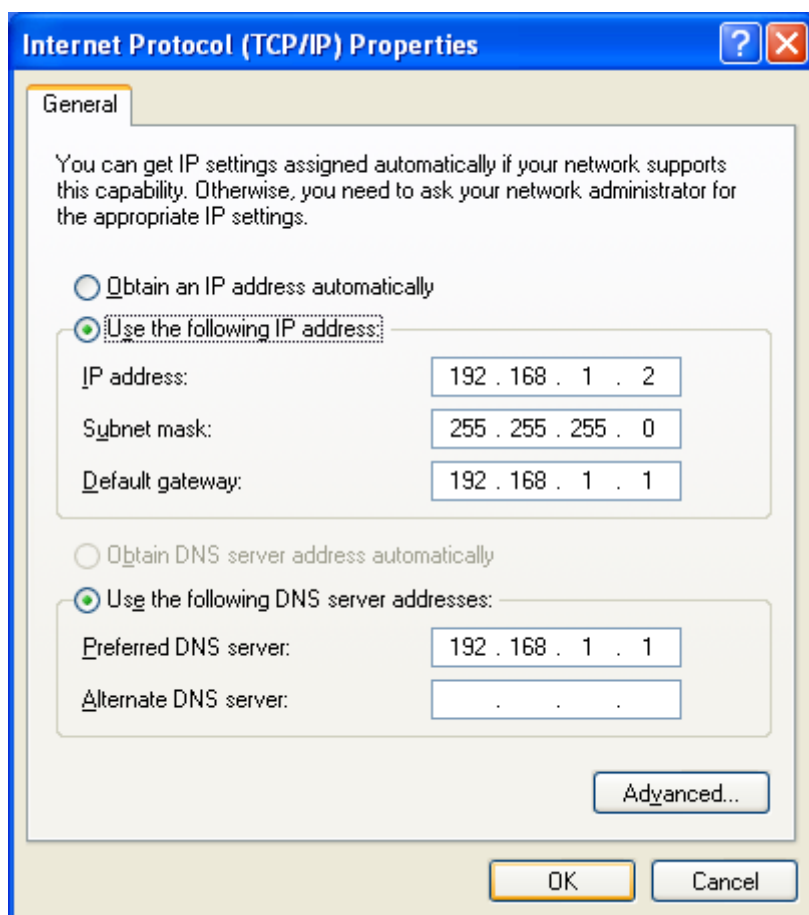 Internet Protocol (TCP/IP) Properties
?
X
General
You can get IP settings assigned automatically if your network supports
this capability. Otherwise, you need to ask your network administrator for
the appropriate IP settings.
Obtain an IP address automatically
Use the following IP address:
IP address: 192 . 168 . 1 . 2
Subnet mask: 255 . 255 . 255 . 0
Default gateway: 192 . 168 . 1 . 1
Obtain DNS server address automatically
Use the following DNS server addresses:
Preferred DNS server: 192 . 168 . 1 . 1
Alternate DNS server: . . .
Advanced...
OK Cancel